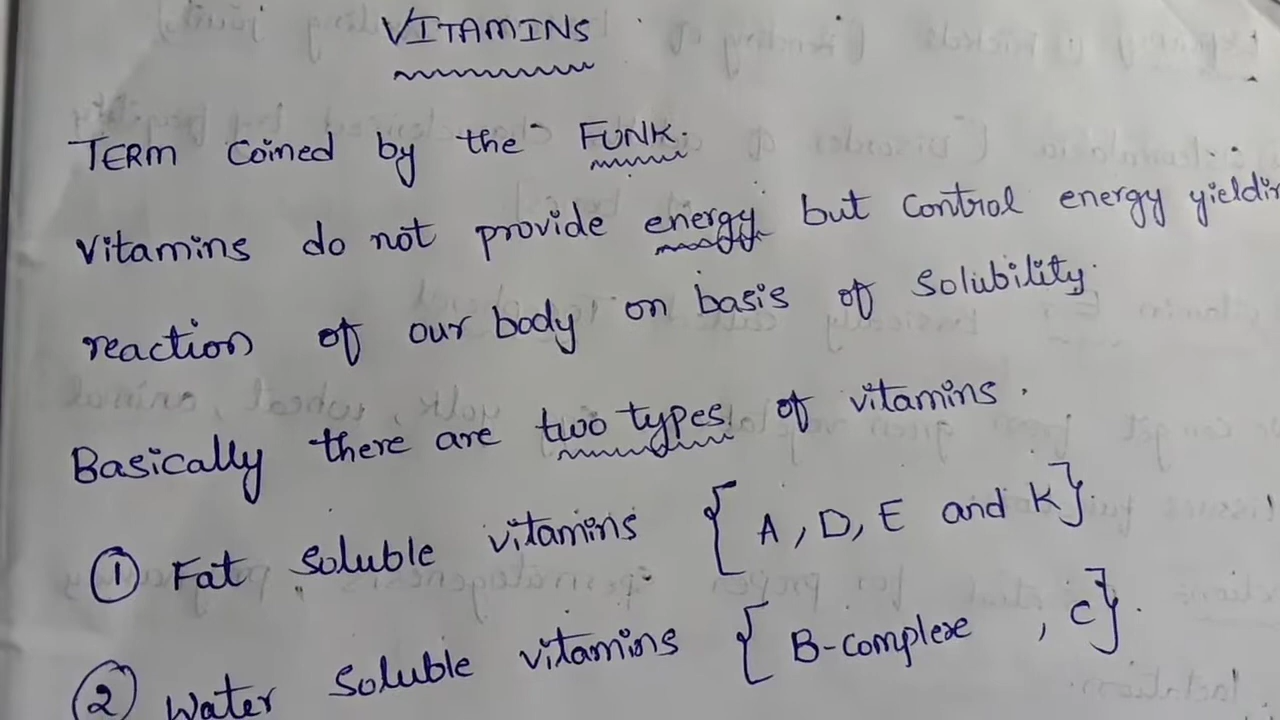 VITAMINS
TERM coined by the FUNK.
Vitamins do not provide energy but control energy yieldin
reaction of our body on basis of solubility.
Basically there are two types of vitamins.
① Fat soluble vitamins { A, D, E and K}.
② Water soluble vitamins { B-complexe , C}.